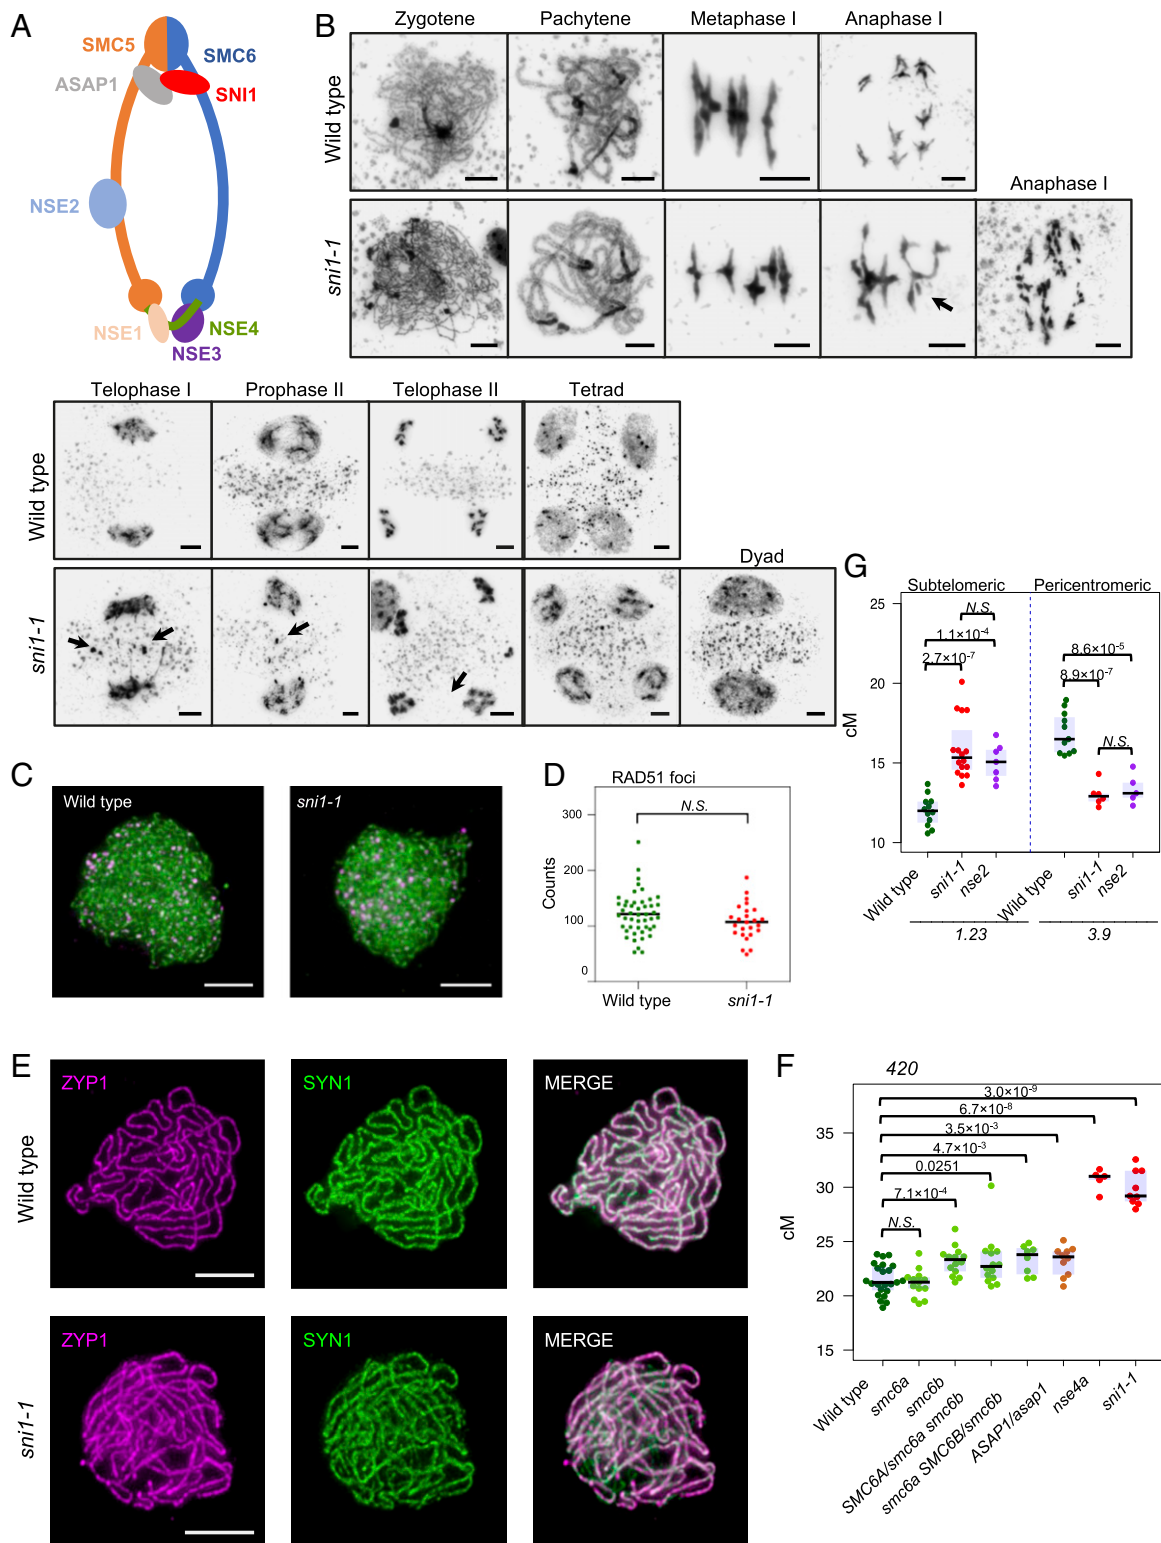 A
SMC5
SMC6
ASAP1
SNI1
NSE2
NSE1
NSE4
NSE3
B
Zygotene
Pachytene
Metaphase I
Anaphase I
Wild type
Anaphase I
sni1-1
Telophase I
Prophase II
Telophase II
Tetrad
Wild type
Dyad
sni1-1
C
Wild type
sni1-1
D
RAD51 foci
N.S.
Counts
300
200
100
0
Wild type
sni1-1
G
Subtelomeric
Pericentromeric
N.S.
1.1×10⁻⁴
2.7×10⁻⁷
8.6×10⁻⁵
8.9×10⁻⁷
N.S.
cM
25
20
15
10
Wild type
sni1-1
nse2
Wild type
sni1-1
nse2
1.23
3.9
E
ZYP1
SYN1
MERGE
Wild type
ZYP1
SYN1
MERGE
sni1-1
F
420
3.0×10⁻⁹
6.7×10⁻⁸
3.5×10⁻³
4.7×10⁻³
0.0251
7.1×10⁻⁴
N.S.
cM
35
30
25
20
15
Wild type
smc6a
smc6b
SMC6A/smc6a smc6b
smc6a SMC6B/smc6b
ASAP1/asap1
nse4a
sni1-1